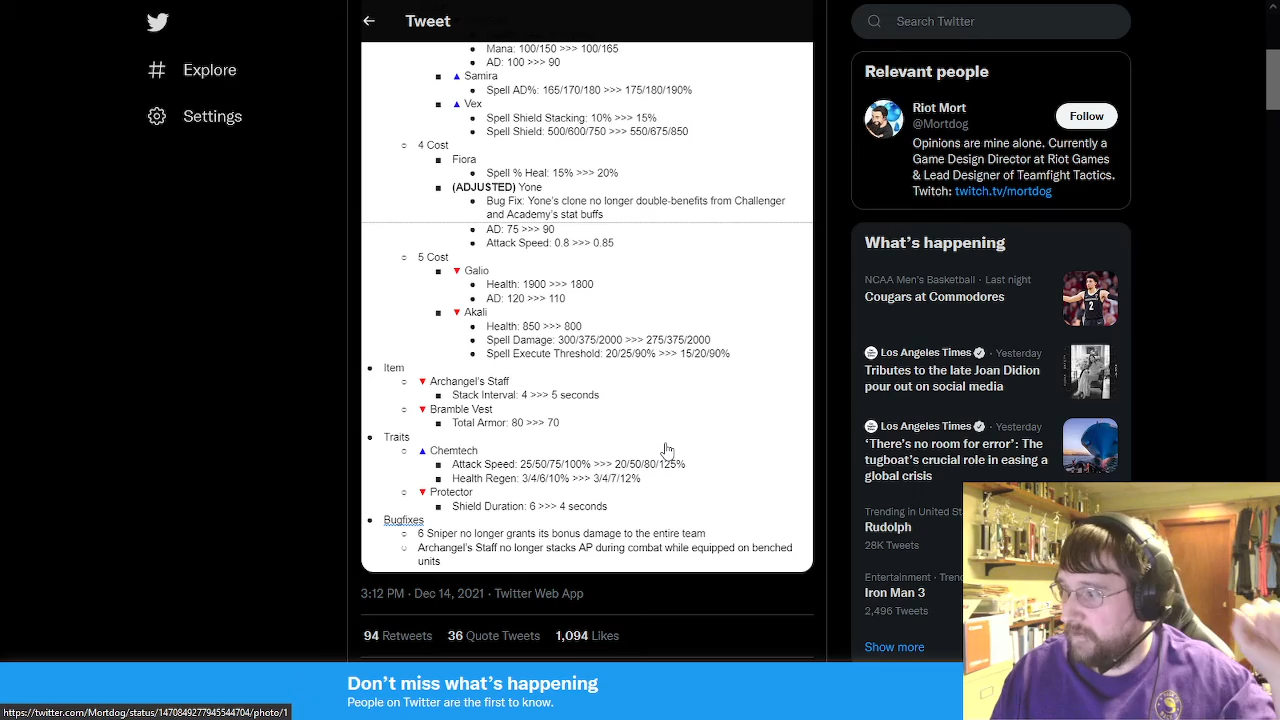 Tweet
Search Twitter
Explore
Settings
Mana: 100/150 >>> 100/165
AD: 100 >>> 90
Samira
Spell AD%: 165/170/180 >>> 175/180/190%
Vex
Spell Shield Stacking: 10% >>> 15%
Spell Shield: 500/600/750 >>> 550/675/850
4 Cost
Fiora
Spell % Heal: 15% >>> 20%
(ADJUSTED) Yone
Bug Fix: Yone's clone no longer double-benefits from Challenger
and Academy's stat buffs
AD: 75 >>> 90
Attack Speed: 0.8 >>> 0.85
5 Cost
Galio
Health: 1900 >>> 1800
AD: 120 >>> 110
Akali
Health: 850 >>> 800
Spell Damage: 300/375/2000 >>> 275/375/2000
Spell Execute Threshold: 20/25/90% >>> 15/20/90%
Item
Archangel's Staff
Stack Interval: 4 >>> 5 seconds
Bramble Vest
Total Armor: 80 >>> 70
Traits
Chemtech
Attack Speed: 25/50/75/100% >>> 20/50/80/125%
Health Regen: 3/4/6/10% >>> 3/4/7/12%
Protector
Shield Duration: 6 >>> 4 seconds
Bugfixes
6 Sniper no longer grants its bonus damage to the entire team
Archangel's Staff no longer stacks AP during combat while equipped on benched
units
3:12 PM · Dec 14, 2021 · Twitter Web App
94 Retweets 36 Quote Tweets 1,094 Likes
Relevant people
Riot Mort
@Mortdog
Follow
Opinions are mine alone. Currently a
Game Design Director at Riot Games
& Lead Designer of Teamfight Tactics.
Twitch: twitch.tv/mortdog
What's happening
NCAA Men's Basketball · Last night
Cougars at Commodores
Los Angeles Times · Yesterday
Tributes to the late Joan Didion
pour out on social media
Los Angeles Times · Yesterday
'There's no room for error': The
tugboat's crucial role in easing a
global crisis
Trending in United S
Rudolph
28K Tweets
Entertainment · Tren
Iron Man 3
2,496 Tweets
Show more
Don't miss what's happening
People on Twitter are the first to know.
https://twitter.com/Mortdog/status/1470849277945544704/photo/1